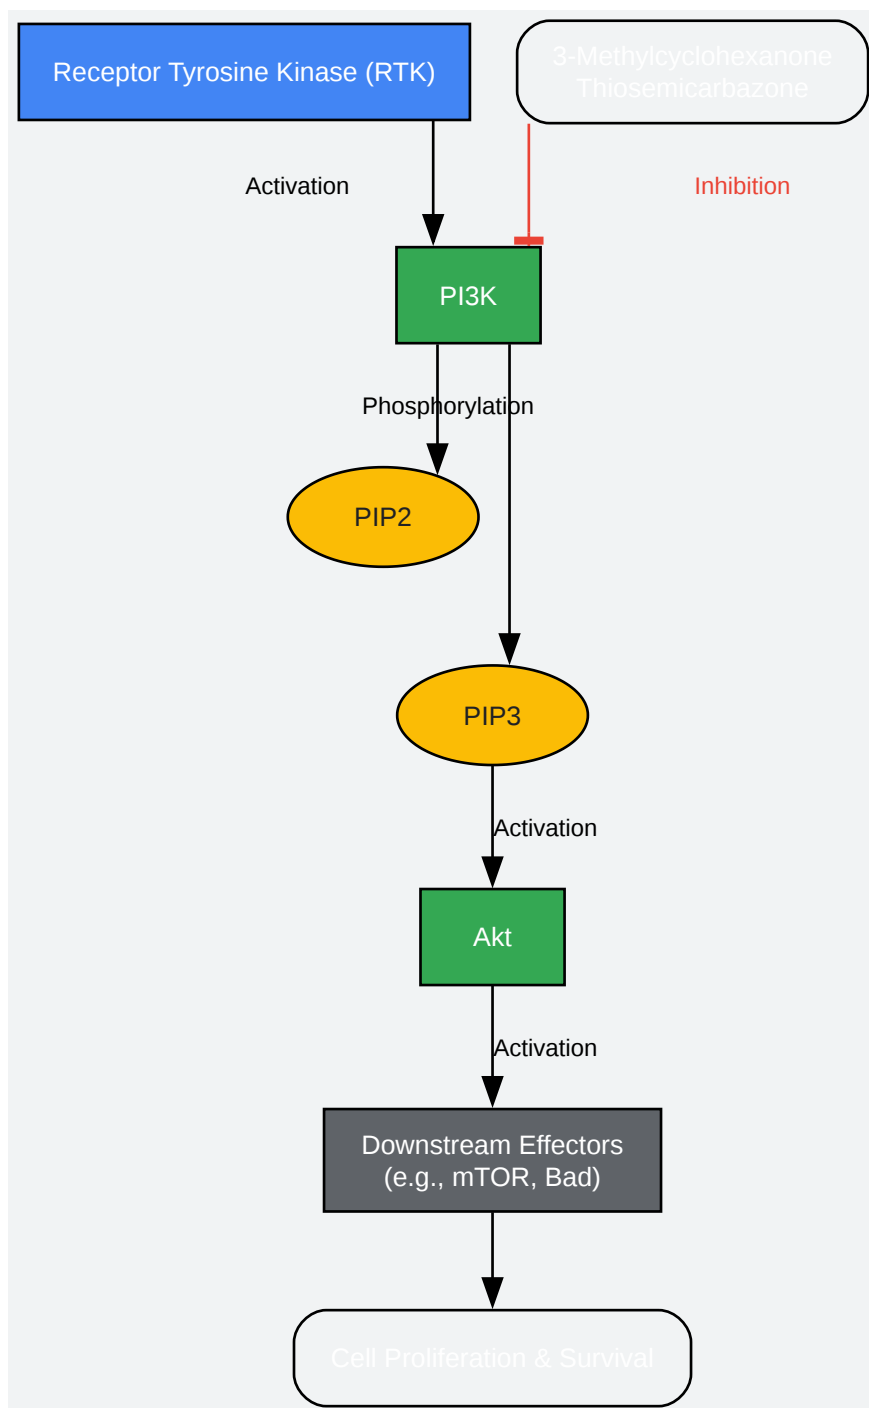 Receptor Tyrosine Kinase (RTK)
3-Methylcyclohexanone
Thiosemicarbazone
Activation
Inhibition
PI3K
Phosphorylation
PIP2
PIP3
Activation
Akt
Activation
Downstream Effectors
(e.g., mTOR, Bad)
Cell Proliferation & Survival